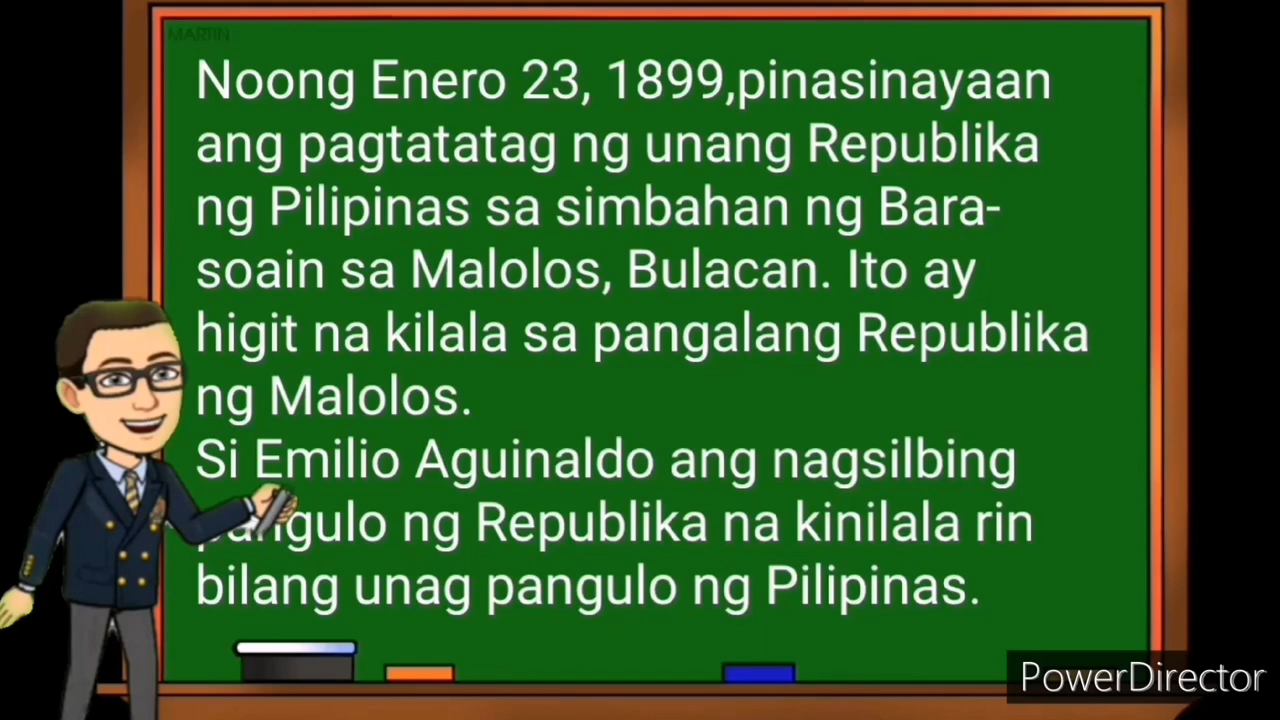 MARTIN
Noong Enero 23, 1899,pinasinayaan
ang pagtatatag ng unang Republika
ng Pilipinas sa simbahan ng Bara-
soain sa Malolos, Bulacan. Ito ay
higit na kilala sa pangalang Republika
ng Malolos.
Si Emilio Aguinaldo ang nagsilbing
pangulo ng Republika na kinilala rin
bilang unag pangulo ng Pilipinas.
PowerDirector